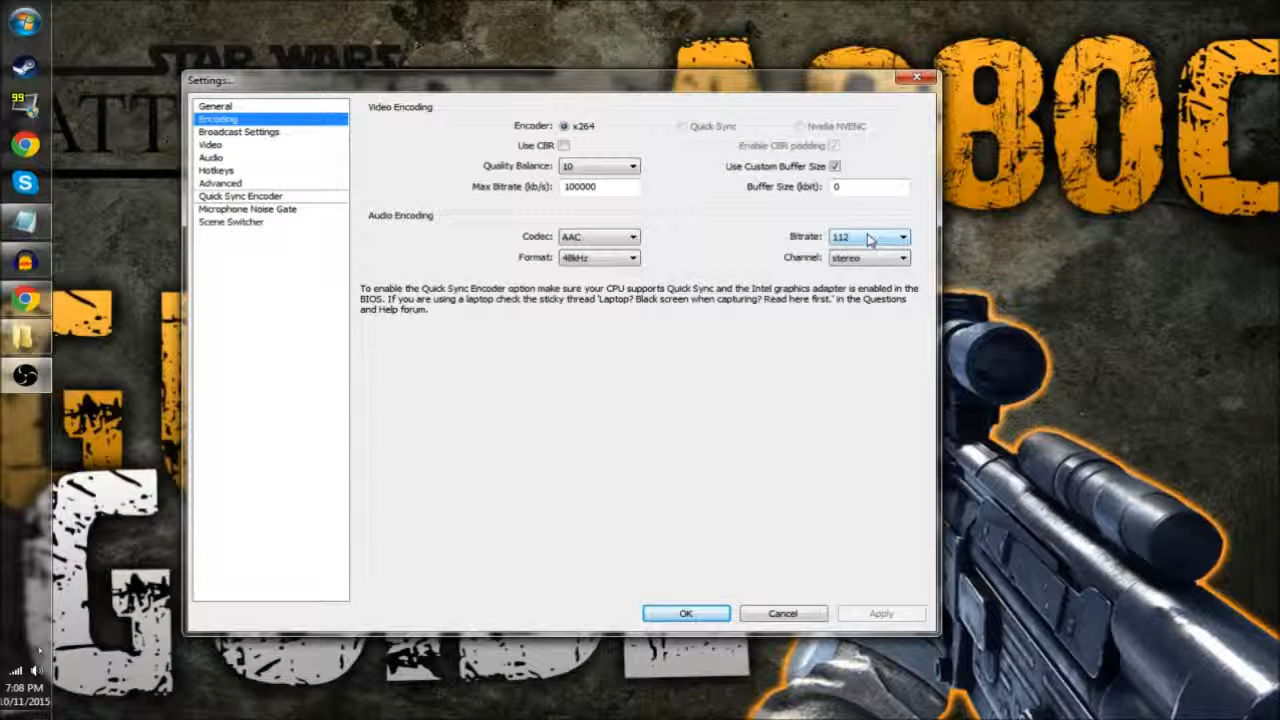 STAR WARS
Settings...
General
Encoding
Broadcast Settings
Video
Audio
Hotkeys
Advanced
Quick Sync Encoder
Microphone Noise Gate
Scene Switcher
Video Encoding
Encoder: x264 Quick Sync Nvidia NVENC
Use CBR Enable CBR padding
Quality Balance: 10 Use Custom Buffer Size
Max Bitrate (kb/s): 100000 Buffer Size (kbit): 0
Audio Encoding
Codec: AAC Bitrate: 112
Format: 48kHz Channel: stereo
To enable the Quick Sync Encoder option make sure your CPU supports Quick Sync and the Intel graphics adapter is enabled in the
BIOS. If you are using a laptop check the sticky thread 'Laptop? Black screen when capturing? Read here first.' in the Questions
and Help forum.
OK Cancel Apply
99
7:08 PM
10/11/2015